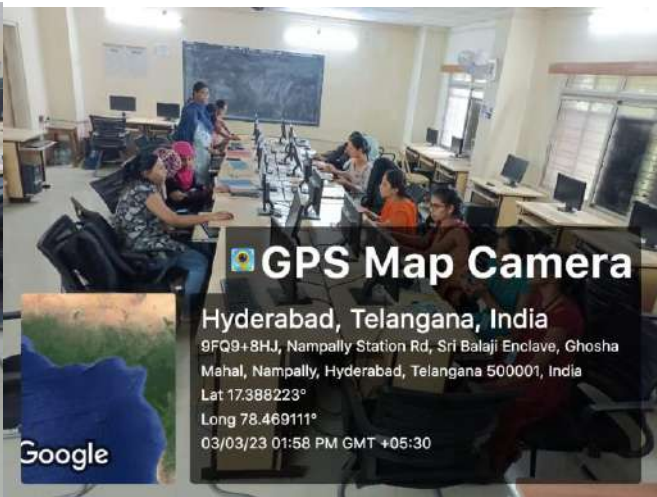 GPS Map Camera
Hyderabad, Telangana, India
9FQ9+8HJ, Nampally Station Rd, Sri Balaji Enclave, Ghosha
Mahal, Nampally, Hyderabad, Telangana 500001, India
Lat 17.388223°
Long 78.469111°
03/03/23 01:58 PM GMT +05:30
Google